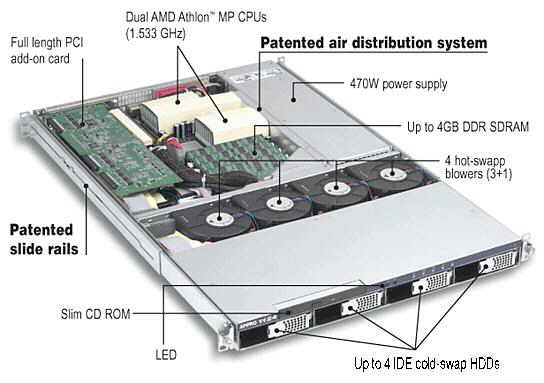 Dual AMD Athlon™ MP CPUs
(1.533 GHz)
Full length PCI
add-on card
Patented air distribution system
470W power supply
Up to 4GB DDR SDRAM
4 hot-swapp
blowers (3+1)
Patented
slide rails
Slim CD ROM
LED
APPRO
Up to 4 IDE cold-swap HDDs